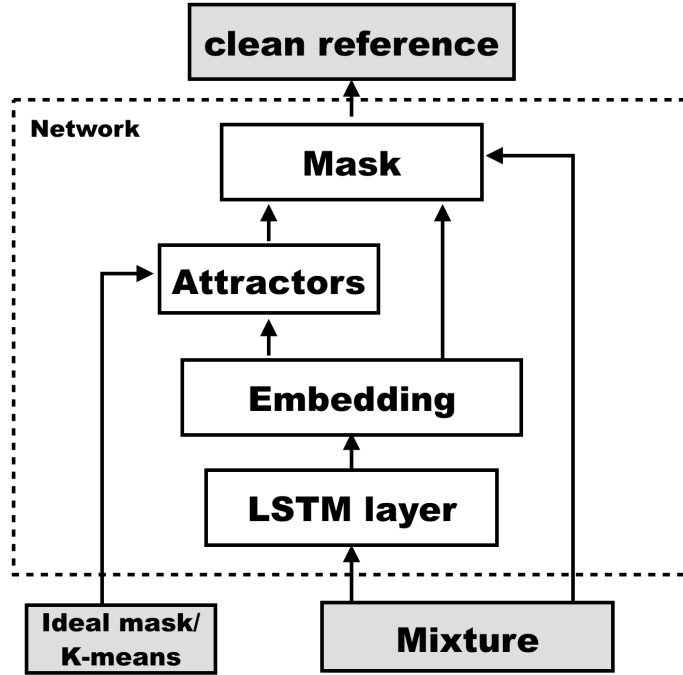 clean reference
Network
Mask
Attractors
Embedding
LSTM layer
Ideal mask/
K-means
Mixture